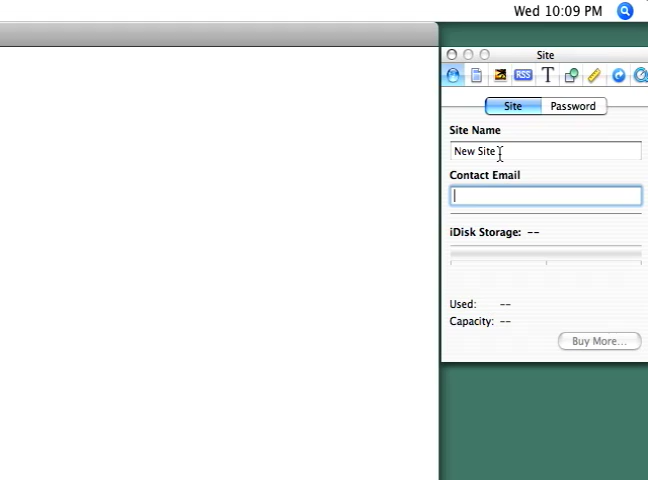 Wed 10:09 PM
Site
RSS T
Site Password
Site Name
New Site
Contact Email
iDisk Storage: --
Used: --
Capacity: --
Buy More...